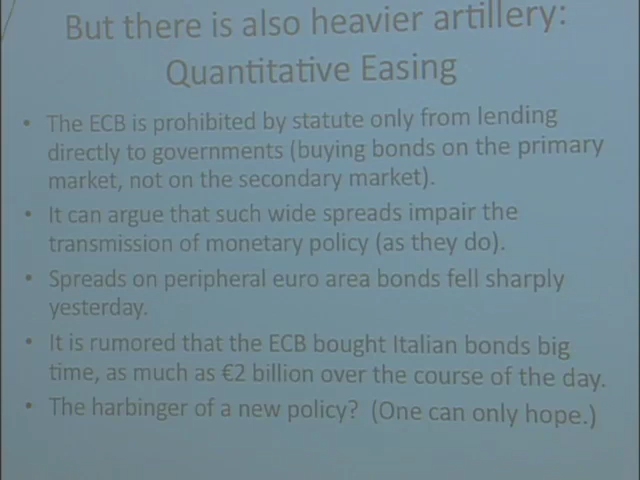 But there is also heavier artillery:
Quantitative Easing
• The ECB is prohibited by statute only from lending
directly to governments (buying bonds on the primary
market, not on the secondary market).
• It can argue that such wide spreads impair the
transmission of monetary policy (as they do).
• Spreads on peripheral euro area bonds fell sharply
yesterday.
• It is rumored that the ECB bought Italian bonds big
time, as much as €2 billion over the course of the day.
• The harbinger of a new policy? (One can only hope.)